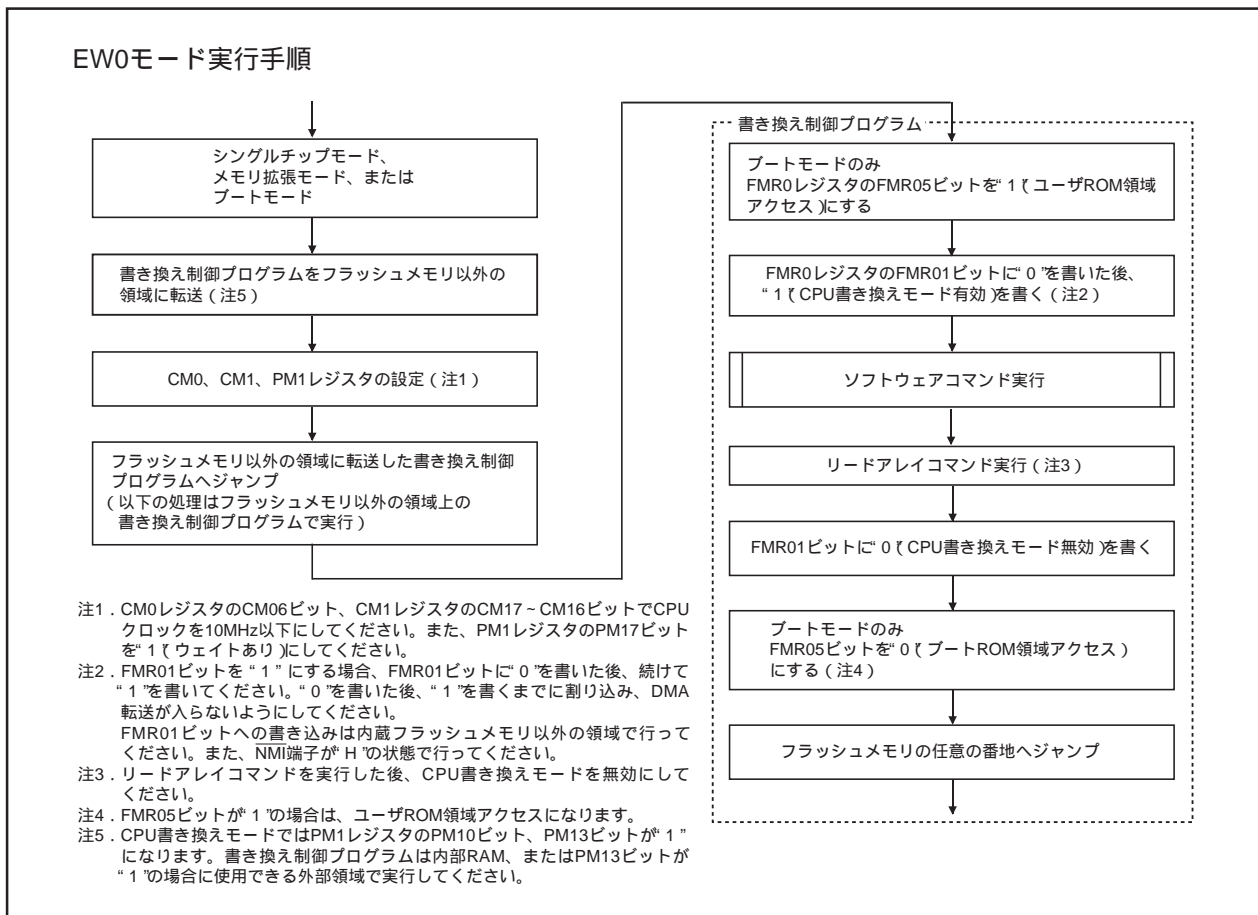 EW0モード実行手順
シングルチップモード、
メモリ拡張モード、または
ブートモード
書き換え制御プログラムをフラッシュメモリ以外の
領域に転送(注5)
CM0、CM1、PM1レジスタの設定(注1)
フラッシュメモリ以外の領域に転送した書き換え制御
プログラムへジャンプ
(以下の処理はフラッシュメモリ以外の領域上の
書き換え制御プログラムで実行)
書き換え制御プログラム
ブートモードのみ
FMR0レジスタのFMR05ビットを“1”(ユーザROM領域
アクセス)にする
FMR0レジスタのFMR01ビットに“0”を書いた後、
“1”(CPU書き換えモード有効)を書く(注2)
ソフトウェアコマンド実行
リードアレイコマンド実行(注3)
FMR01ビットに“0”(CPU書き換えモード無効)を書く
ブートモードのみ
FMR05ビットを“0”(ブートROM領域アクセス)
にする(注4)
フラッシュメモリの任意の番地へジャンプ
注1.CM0レジスタのCM06ビット、CM1レジスタのCM17~CM16ビットでCPU
クロックを10MHz以下にしてください。また、PM1レジスタのPM17ビット
を“1”(ウェイトあり)にしてください。
注2.FMR01ビットを“1”にする場合、FMR01ビットに“0”を書いた後、続けて
“1”を書いてください。“0”を書いた後、“1”を書くまでに割り込み、DMA
転送が入らないようにしてください。
FMR01ビットへの書き込みは内蔵フラッシュメモリ以外の領域で行って
ください。また、NMI端子が“H”の状態で行ってください。
注3.リードアレイコマンドを実行した後、CPU書き換えモードを無効にして
ください。
注4.FMR05ビットが“1”の場合は、ユーザROM領域アクセスになります。
注5.CPU書き換えモードではPM1レジスタのPM10ビット、PM13ビットが“1”
になります。書き換え制御プログラムは内部RAM、またはPM13ビットが
“1”の場合に使用できる外部領域で実行してください。